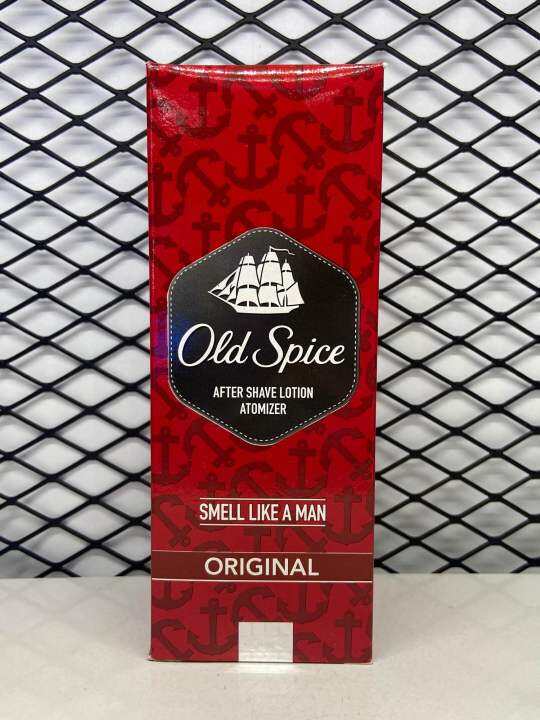 Old Spice
AFTER SHAVE LOTION
ATOMIZER
SMELL LIKE A MAN
ORIGINAL